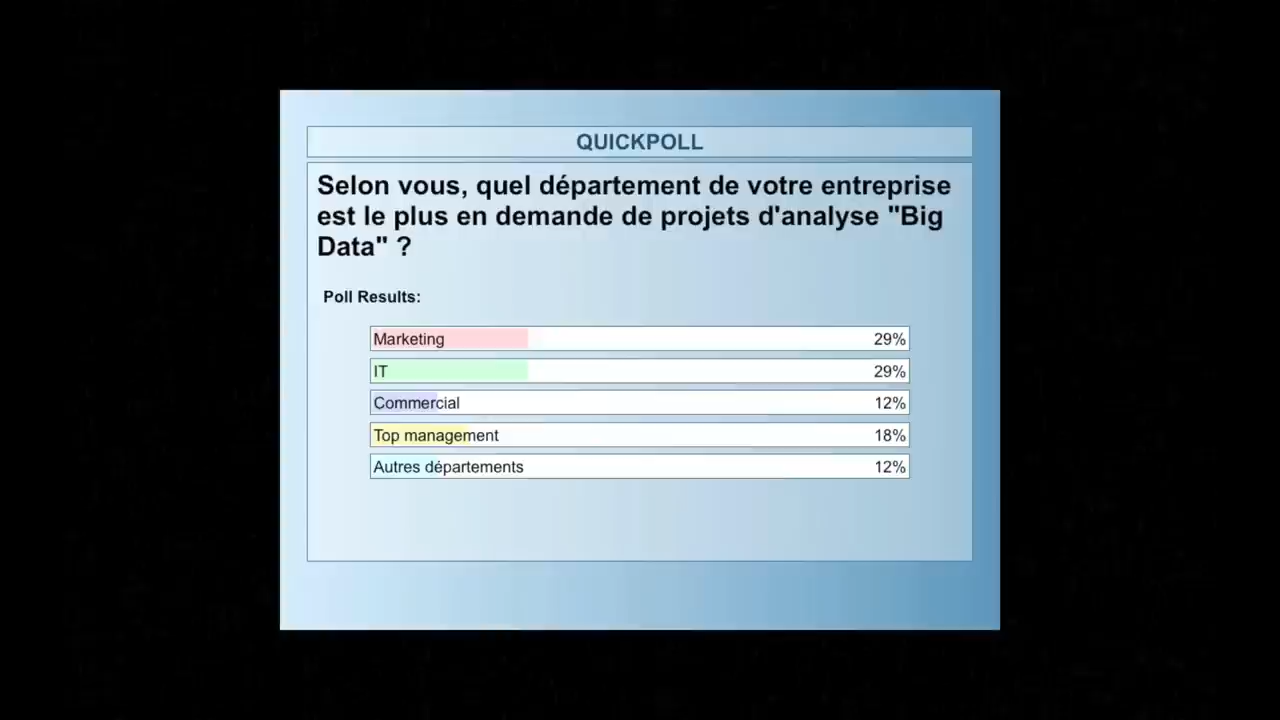 QUICKPOLL
Selon vous, quel département de votre entreprise
est le plus en demande de projets d'analyse "Big
Data" ?
Poll Results:
Marketing 29%
IT 29%
Commercial 12%
Top management 18%
Autres départements 12%